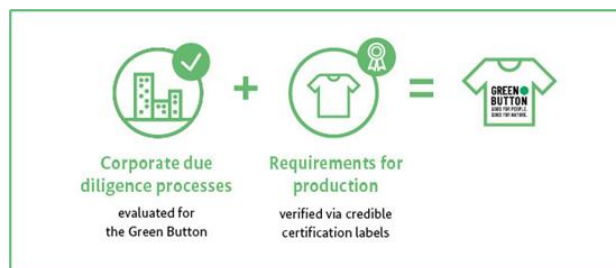 +
=
GREEN
BUTTON
Corporate due
diligence processes
evaluated for
the Green Button
Requirements for
production
verified via credible
certification labels